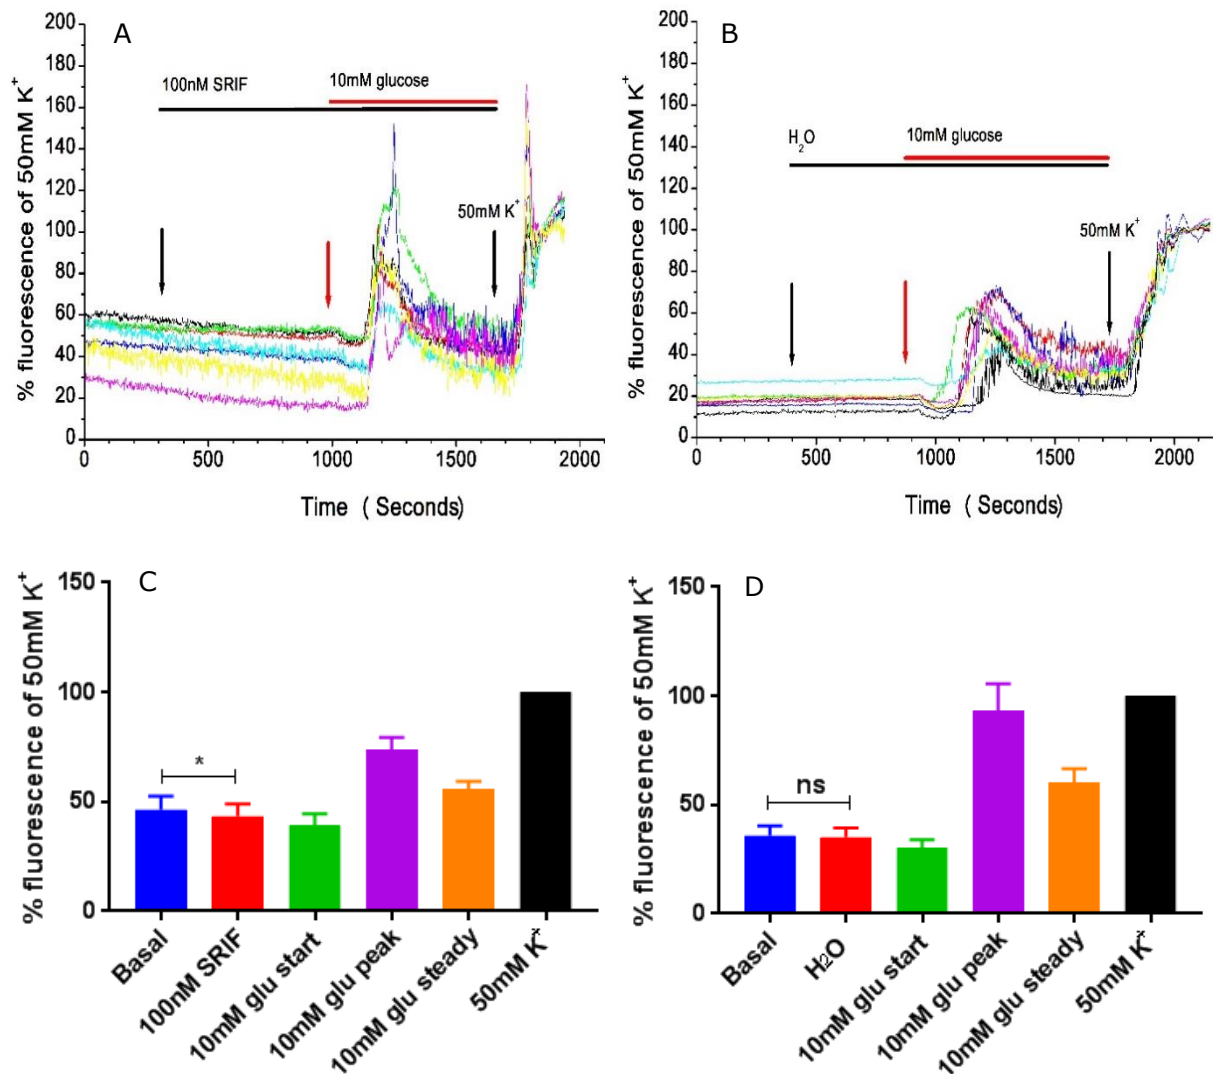 A
% fluorescence of 50mM K⁺
200
180
160
140
120
100
80
60
40
20
0
100nM SRIF
10mM glucose
50mM K⁺
0
500
1000
1500
2000
Time ( Seconds)
B
% fluorescence of 50mM K⁺
200
180
160
140
120
100
80
60
40
20
0
H₂O
10mM glucose
50mM K⁺
0
500
1000
1500
2000
Time ( Seconds)
C
% fluorescence of 50mM K⁺
150
100
50
0
*
Basal
100nM SRIF
10mM glu start
10mM glu peak
10mM glu steady
50mM K⁺
D
% fluorescence of 50mM K⁺
150
100
50
0
ns
Basal
H2O
10mM glu start
10mM glu peak
10mM glu steady
50mM K⁺